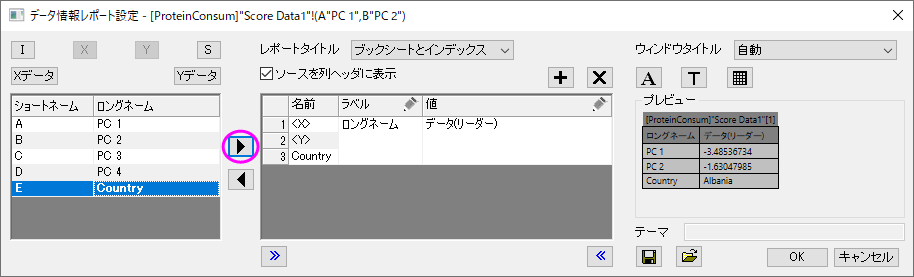 データ情報レポート設定 - [ProteinConsum]"Score Data1"!(A"PC 1",B"PC 2")
I X Y S
Xデータ Yデータ
ショートネーム ロングネーム
A PC 1
B PC 2
C PC 3
D PC 4
E Country
レポートタイトル ブックシートとインデックス
ソースを列ヘッダに表示
名前 ラベル 値
1 <X> ロングネーム データ(リーダー)
2 <Y>
3 Country
ウィンドウタイトル 自動
A T
プレビュー
[ProteinConsum]"Score Data1"[1]
ロングネーム データ(リーダー)
PC 1 -3.48536734
PC 2 -1.63047985
Country Albania
テーマ
OK キャンセル